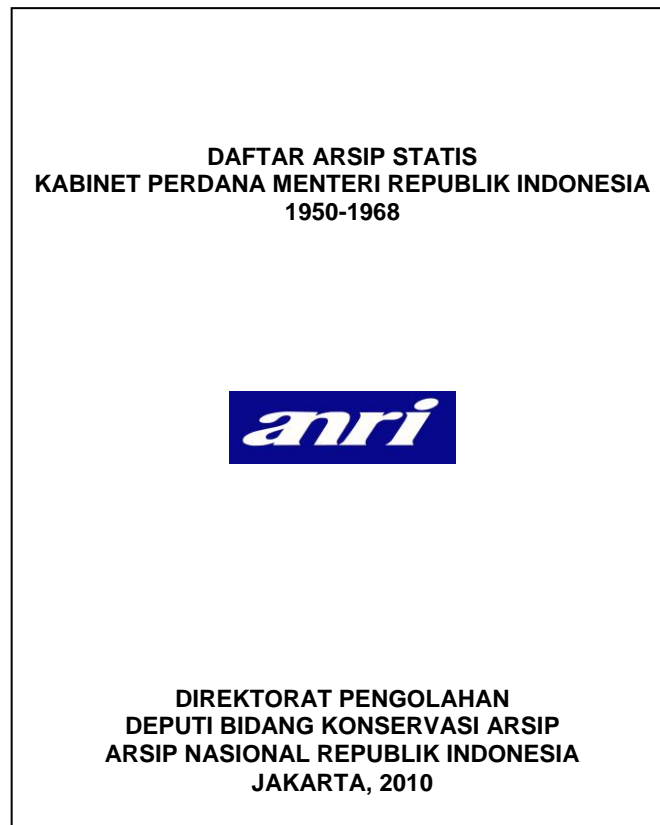 DAFTAR ARSIP STATIS
KABINET PERDANA MENTERI REPUBLIK INDONESIA
1950-1968
anri
DIREKTORAT PENGOLAHAN
DEPUTI BIDANG KONSERVASI ARSIP
ARSIP NASIONAL REPUBLIK INDONESIA
JAKARTA, 2010